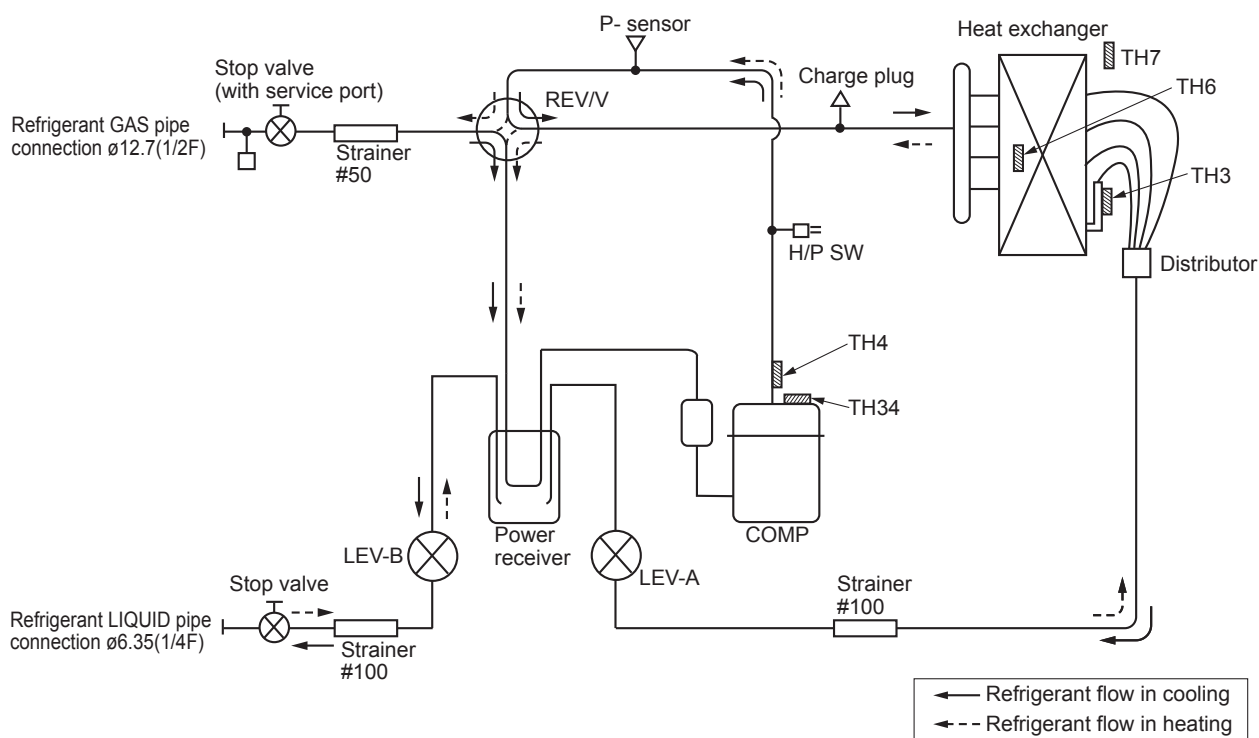 P- sensor
Heat exchanger
TH7
TH6
TH3
Stop valve
(with service port)
Charge plug
REV/V
Refrigerant GAS pipe
connection ø12.7(1/2F)
Strainer
#50
H/P SW
Distributor
TH4
TH34
COMP
Power
receiver
LEV-B
LEV-A
Stop valve
Strainer
#100
Refrigerant LIQUID pipe
connection ø6.35(1/4F)
Strainer
#100
Refrigerant flow in cooling
Refrigerant flow in heating